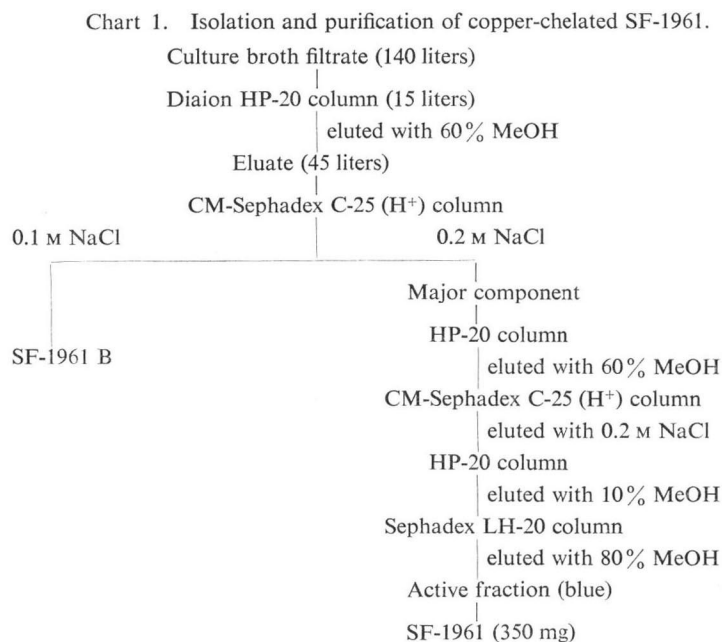 Chart 1. Isolation and purification of copper-chelated SF-1961.
Culture broth filtrate (140 liters)
Diaion HP-20 column (15 liters)
eluted with 60% MeOH
Eluate (45 liters)
CM-Sephadex C-25 (H⁺) column
0.1 M NaCl 0.2 M NaCl
Major component
HP-20 column
SF-1961 B
eluted with 60% MeOH
CM-Sephadex C-25 (H⁺) column
eluted with 0.2 M NaCl
HP-20 column
eluted with 10% MeOH
Sephadex LH-20 column
eluted with 80% MeOH
Active fraction (blue)
SF-1961 (350 mg)